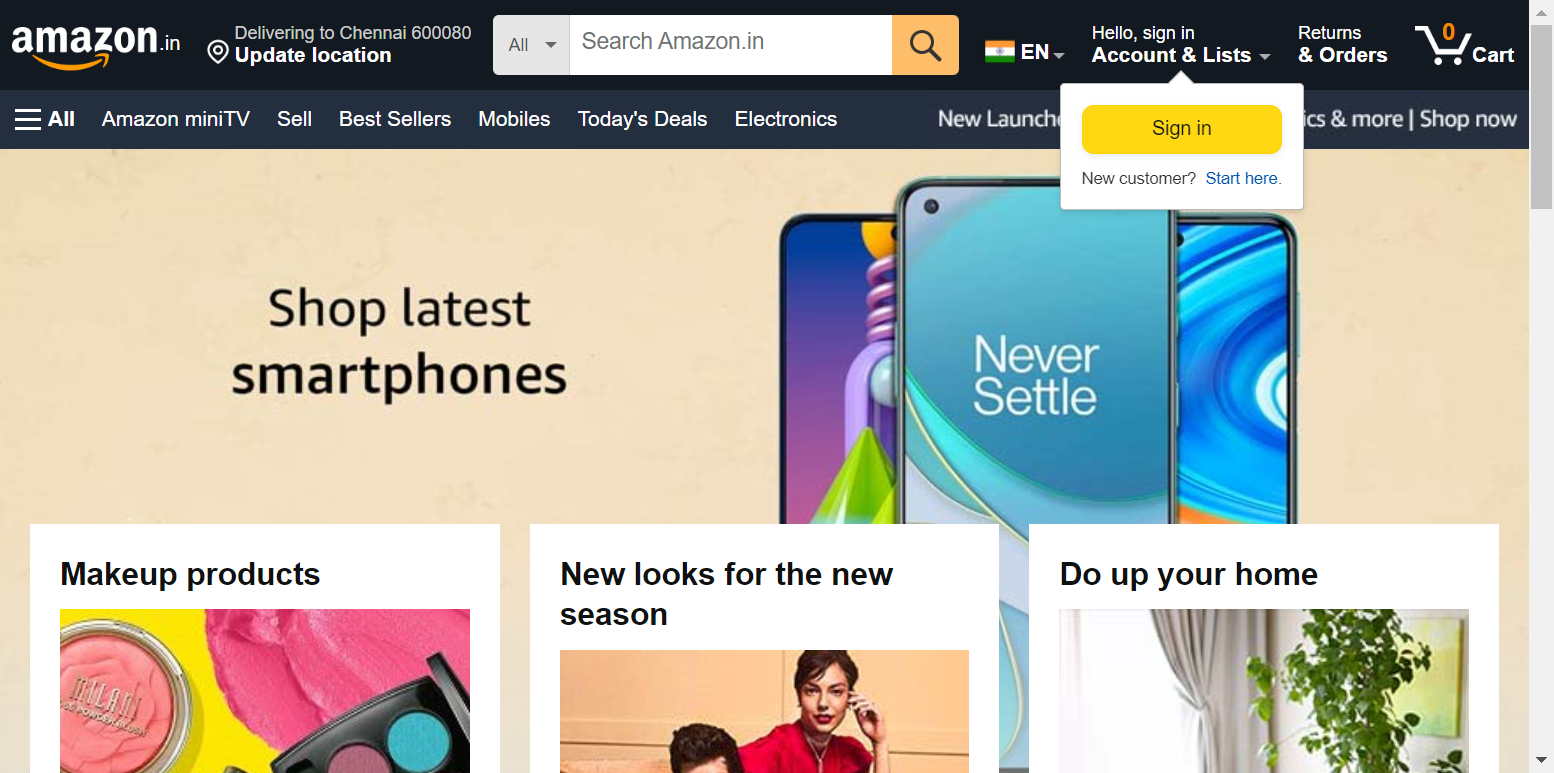 amazon.in
Delivering to Chennai 600080
Update location
All
Search Amazon.in
EN
Hello, sign in
Account & Lists
Returns
& Orders
0
Cart
All
Amazon miniTV
Sell
Best Sellers
Mobiles
Today's Deals
Electronics
New Launche
ics & more | Shop now
Sign in
New customer? Start here.
Shop latest
smartphones
Never
Settle
Makeup products
New looks for the new
season
Do up your home
MILANI
POWDER BLUSH